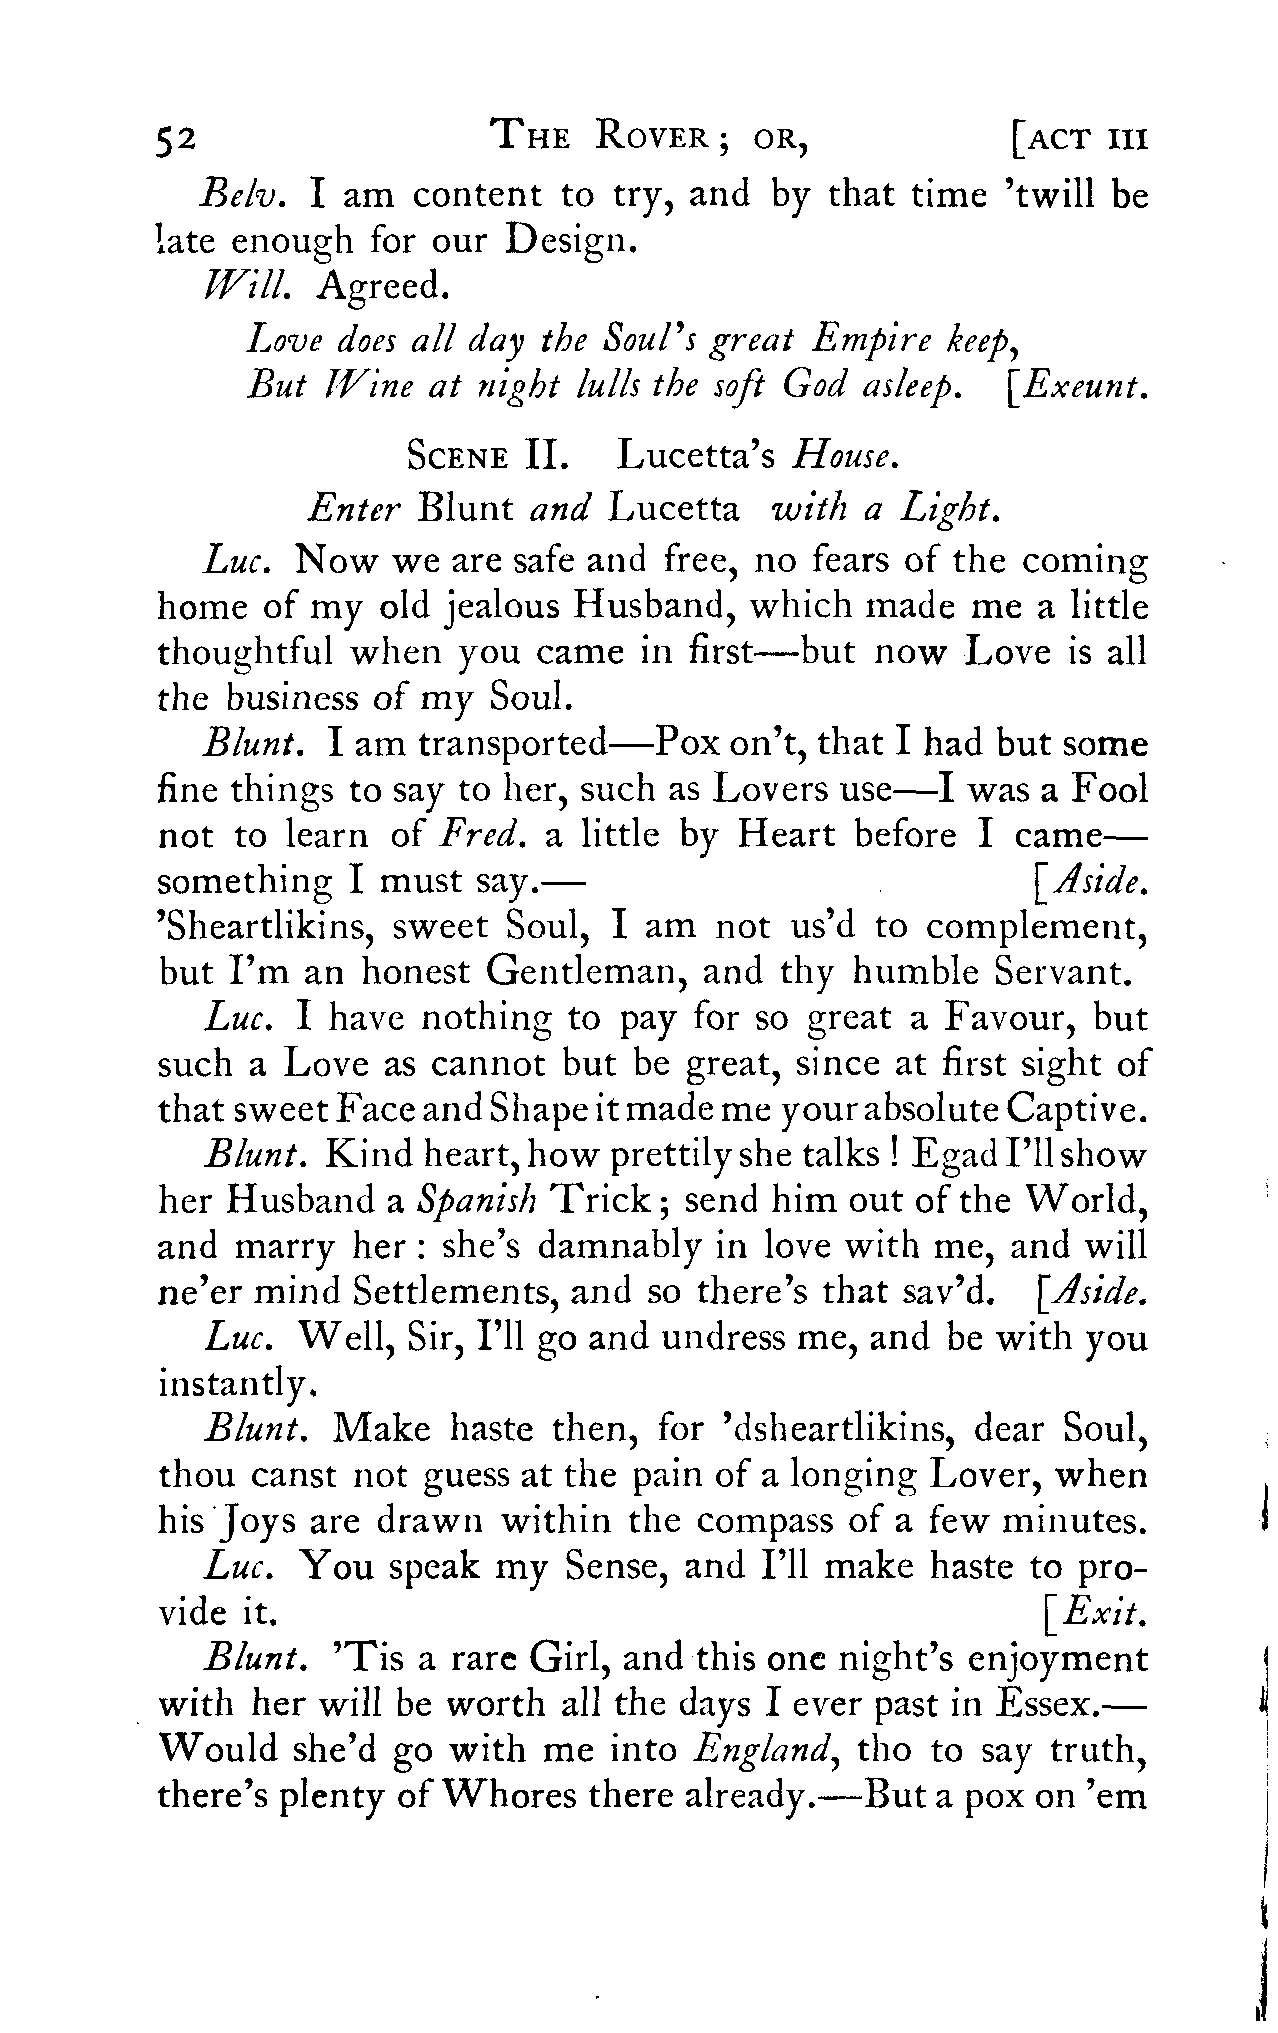 52 THE ROVER; OR, [ACT III
Belv. I am content to try, and by that time 'twill be
late enough for our Design.
Will. Agreed.
Love does all day the Soul's great Empire keep,
But Wine at night lulls the soft God asleep. [Exeunt.
SCENE II. Lucetta's House.
Enter Blunt and Lucetta with a Light.
Luc. Now we are safe and free, no fears of the coming
home of my old jealous Husband, which made me a little
thoughtful when you came in first—but now Love is all
the business of my Soul.
Blunt. I am transported—Pox on't, that I had but some
fine things to say to her, such as Lovers use—I was a Fool
not to learn of Fred. a little by Heart before I came—
something I must say.— [Aside.
'Sheartlikins, sweet Soul, I am not us'd to complement,
but I'm an honest Gentleman, and thy humble Servant.
Luc. I have nothing to pay for so great a Favour, but
such a Love as cannot but be great, since at first sight of
that sweet Face and Shape it made me your absolute Captive.
Blunt. Kind heart, how prettily she talks! Egad I'll show
her Husband a Spanish Trick; send him out of the World,
and marry her: she's damnably in love with me, and will
ne'er mind Settlements, and so there's that sav'd. [Aside.
Luc. Well, Sir, I'll go and undress me, and be with you
instantly.
Blunt. Make haste then, for 'dsheartlikins, dear Soul,
thou canst not guess at the pain of a longing Lover, when
his Joys are drawn within the compass of a few minutes.
Luc. You speak my Sense, and I'll make haste to pro-
vide it. [Exit.
Blunt. 'Tis a rare Girl, and this one night's enjoyment
with her will be worth all the days I ever past in Essex.—
Would she'd go with me into England, tho to say truth,
there's plenty of Whores there already.—But a pox on 'em